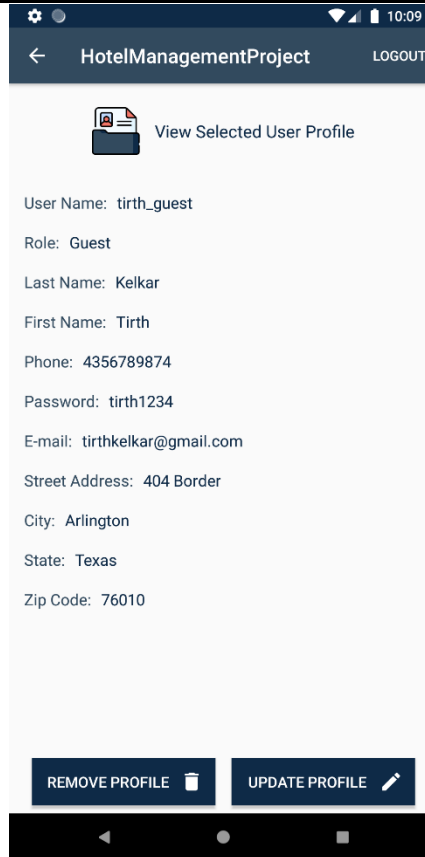 10:09
HotelManagementProject LOGOUT
View Selected User Profile
User Name: tirth_guest
Role: Guest
Last Name: Kelkar
First Name: Tirth
Phone: 4356789874
Password: tirth1234
E-mail: tirthkelkar@gmail.com
Street Address: 404 Border
City: Arlington
State: Texas
Zip Code: 76010
REMOVE PROFILE UPDATE PROFILE